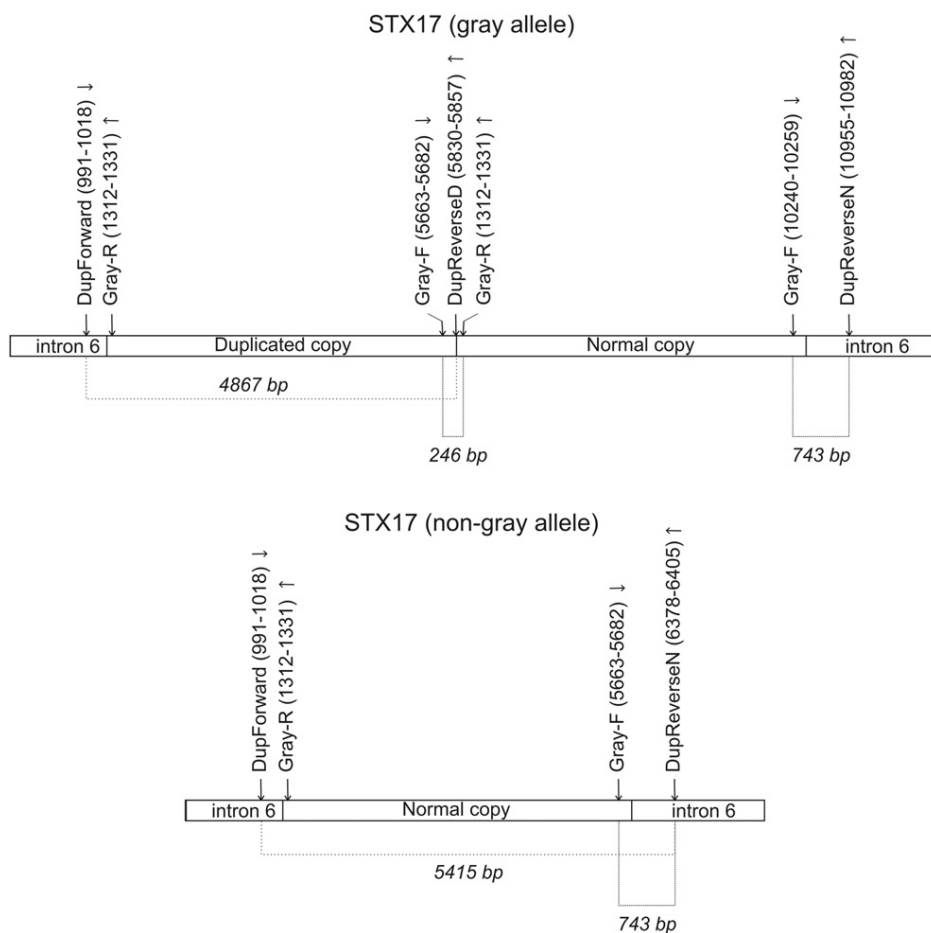 STX17 (gray allele)
DupForward (991-1018) ↓
Gray-R (1312-1331) ↑
Gray-F (5663-5682) ↓
DupReverseD (5830-5857) ↑
Gray-R (1312-1331) ↑
Gray-F (10240-10259) ↓
DupReverseN (10955-10982) ↑
intron 6
Duplicated copy
Normal copy
intron 6
4867 bp
246 bp
743 bp
STX17 (non-gray allele)
DupForward (991-1018) ↓
Gray-R (1312-1331) ↑
Gray-F (5663-5682) ↓
DupReverseN (6378-6405) ↑
intron 6
Normal copy
intron 6
5415 bp
743 bp